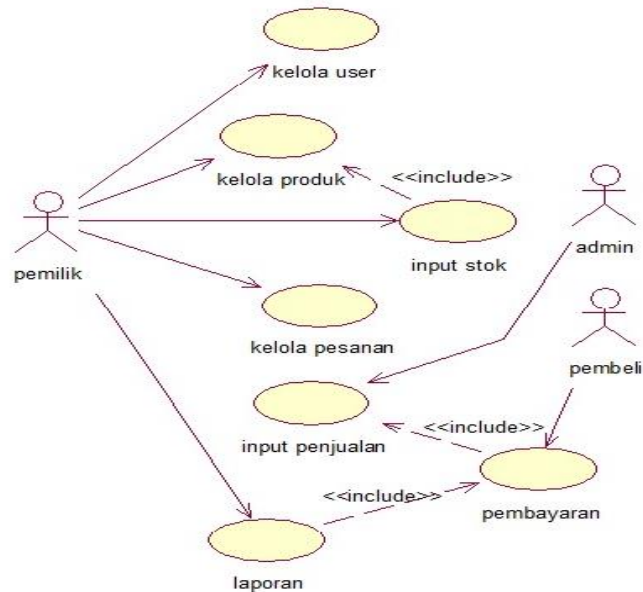 kelola user
kelola produk
<<include>>
pemilik
input stok
admin
kelola pesanan
pembeli
input penjualan
<<include>>
<<include>>
pembayaran
laporan